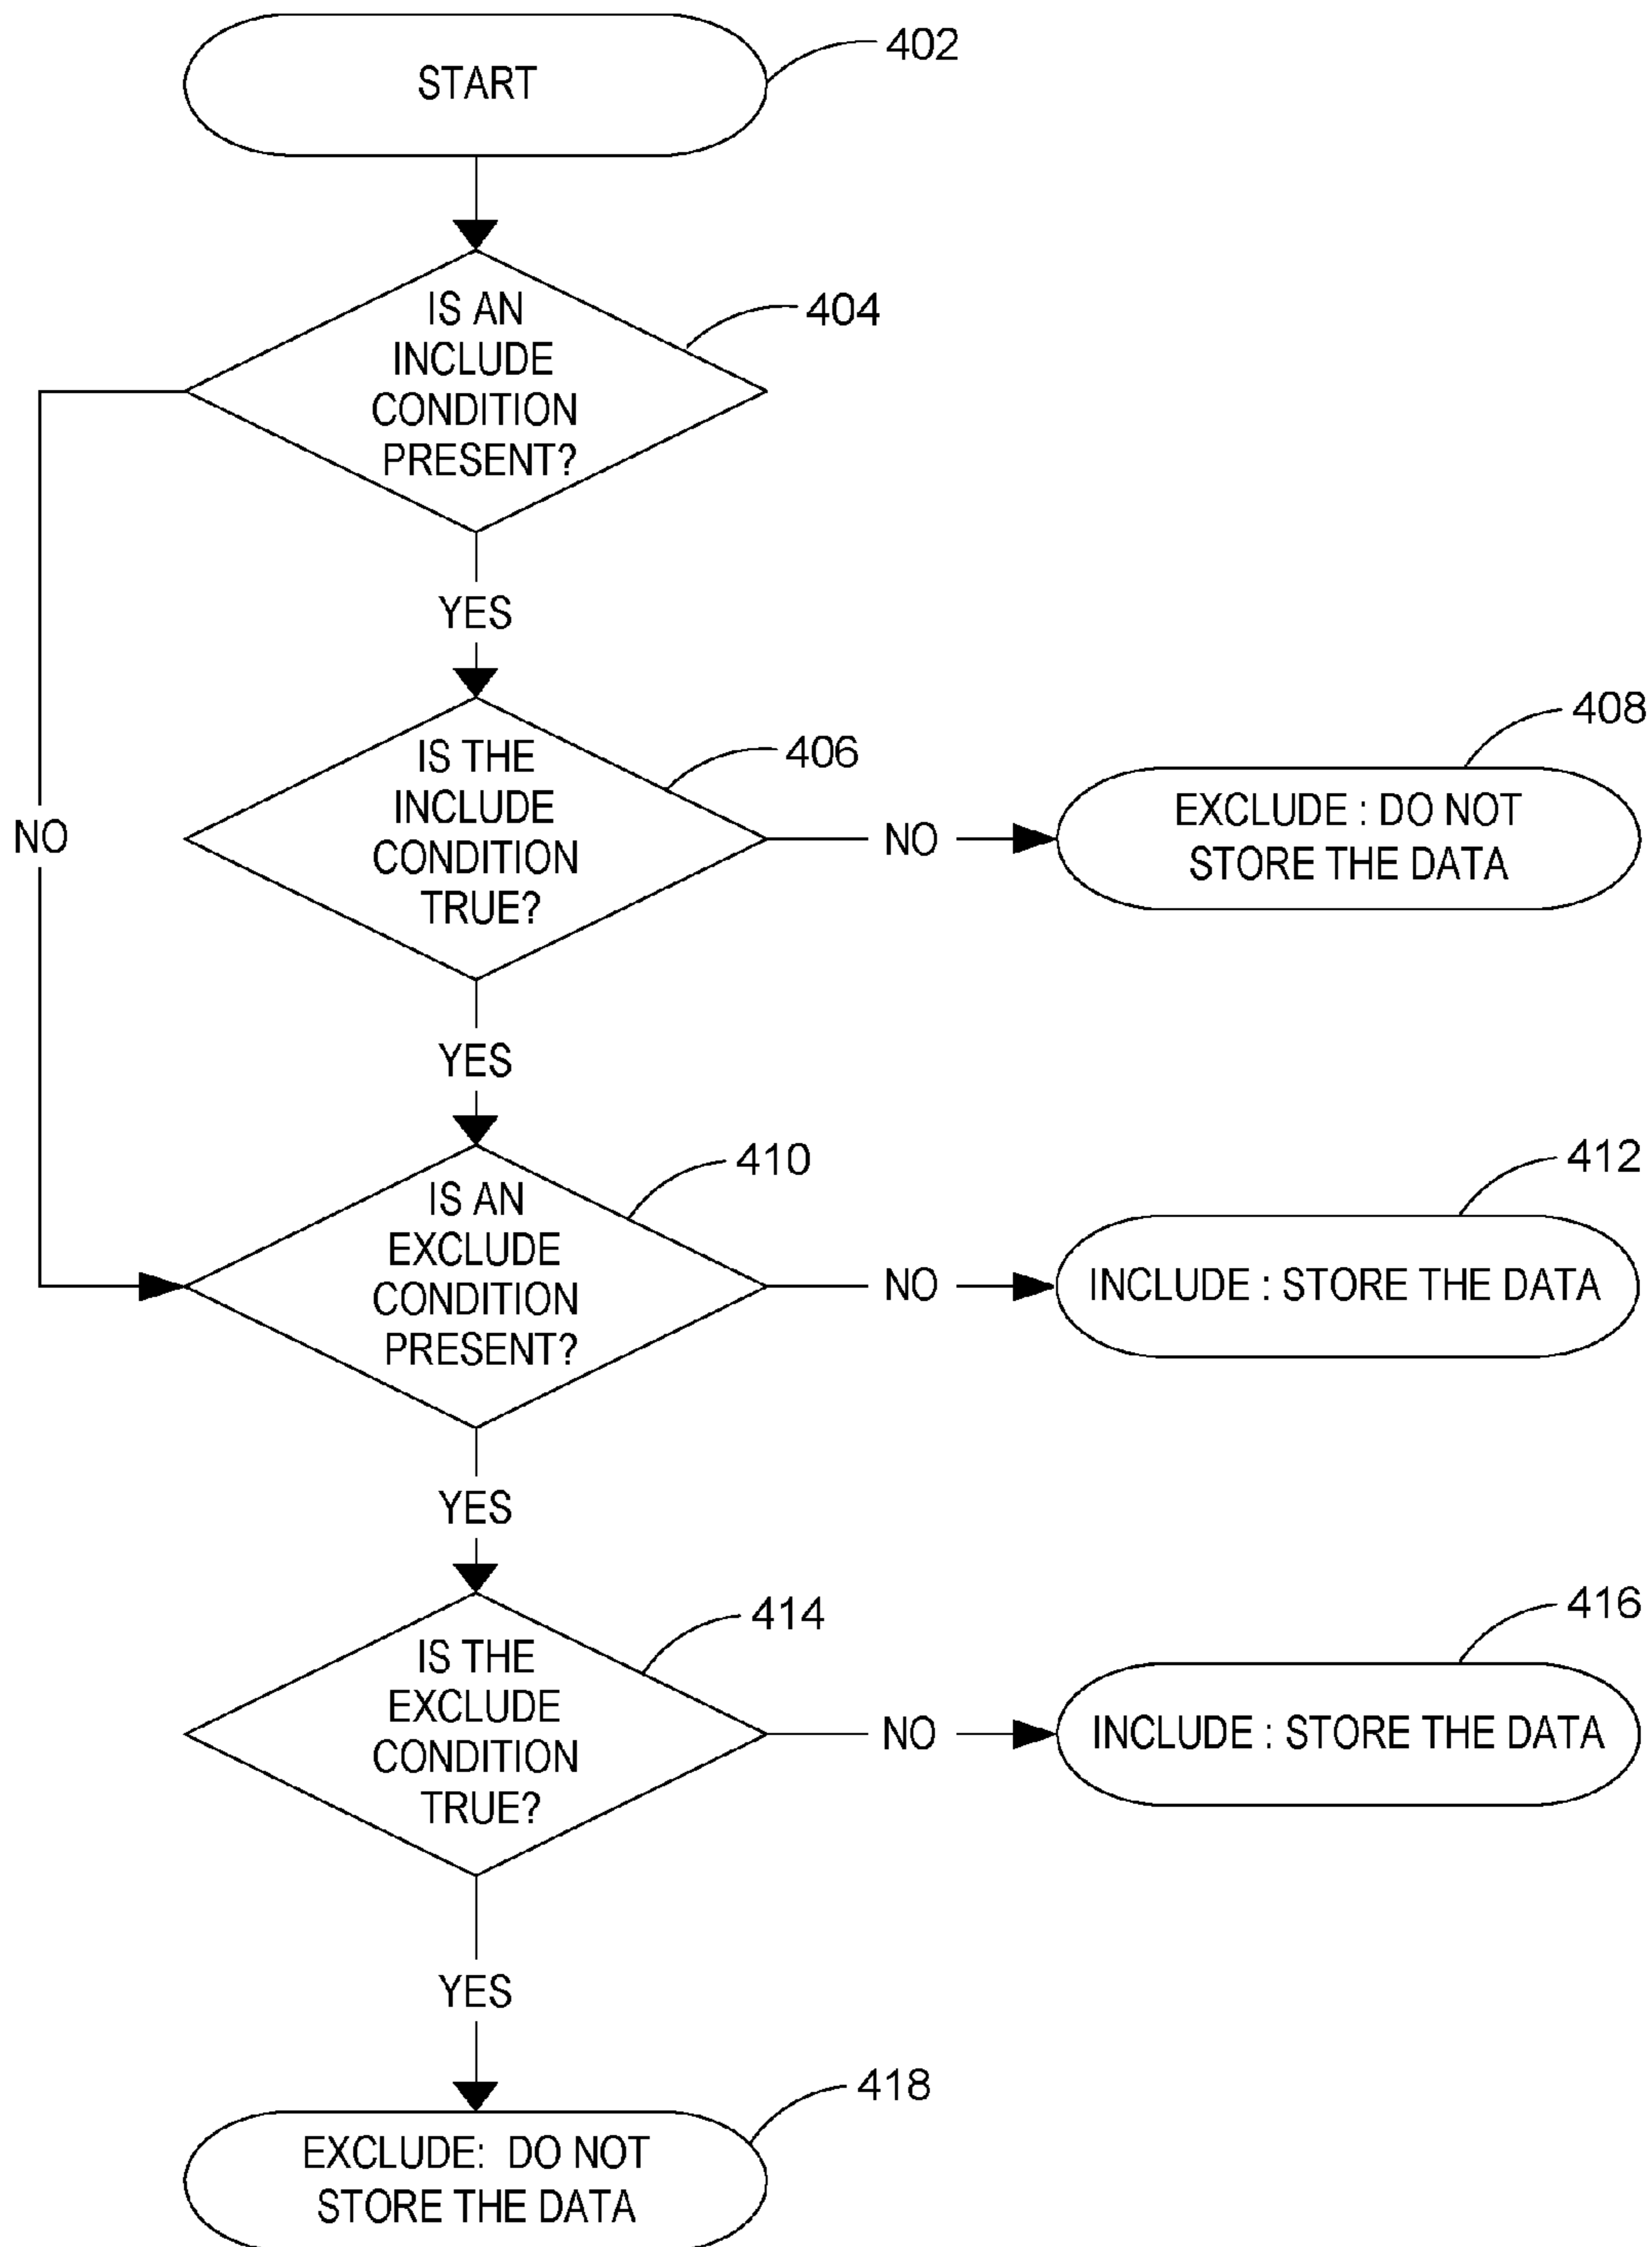 START
402
IS AN
INCLUDE
CONDITION
PRESENT?
404
YES
IS THE
INCLUDE
CONDITION
TRUE?
406
NO
NO
EXCLUDE : DO NOT
STORE THE DATA
408
YES
IS AN
EXCLUDE
CONDITION
PRESENT?
410
NO
INCLUDE : STORE THE DATA
412
YES
IS THE
EXCLUDE
CONDITION
TRUE?
414
NO
INCLUDE : STORE THE DATA
416
YES
EXCLUDE: DO NOT
STORE THE DATA
418